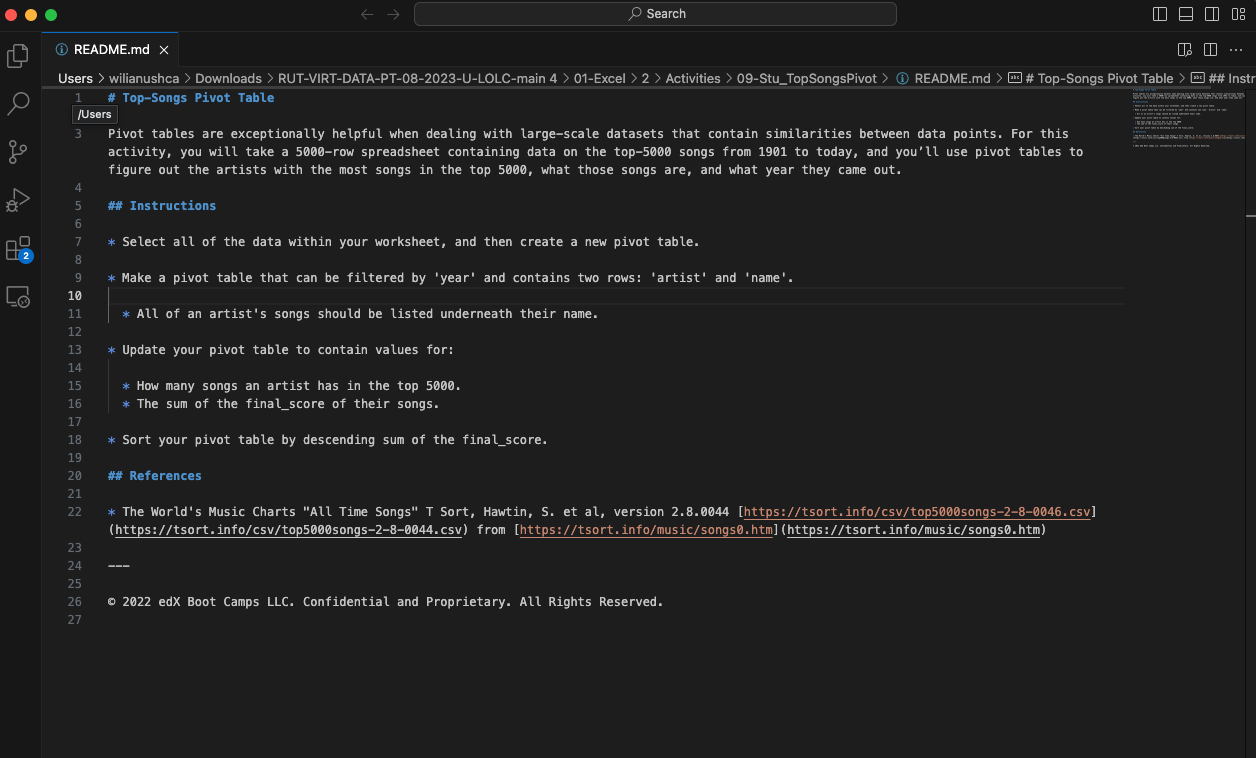 Search
README.md
Users > wilianushca > Downloads > RUT-VIRT-DATA-PT-08-2023-U-LOLC-main 4 > 01-Excel > 2 > Activities > 09-Stu_TopSongsPivot > README.md > # Top-Songs Pivot Table > ## Instr
1 # Top-Songs Pivot Table
/Users
3 Pivot tables are exceptionally helpful when dealing with large-scale datasets that contain similarities between data points. For this
activity, you will take a 5000-row spreadsheet containing data on the top-5000 songs from 1901 to today, and you’ll use pivot tables to
figure out the artists with the most songs in the top 5000, what those songs are, and what year they came out.
4
5 ## Instructions
6
7 * Select all of the data within your worksheet, and then create a new pivot table.
8
9 * Make a pivot table that can be filtered by 'year' and contains two rows: 'artist' and 'name'.
10
11 * All of an artist's songs should be listed underneath their name.
12
13 * Update your pivot table to contain values for:
14
15 * How many songs an artist has in the top 5000.
16 * The sum of the final_score of their songs.
17
18 * Sort your pivot table by descending sum of the final_score.
19
20 ## References
21
2
22 * The World's Music Charts "All Time Songs" T Sort, Hawtin, S. et al, version 2.8.0044 [https://tsort.info/csv/top5000songs-2-8-0046.csv]
(https://tsort.info/csv/top5000songs-2-8-0044.csv) from [https://tsort.info/music/songs0.htm](https://tsort.info/music/songs0.htm)
23
24 ---
25
26 © 2022 edX Boot Camps LLC. Confidential and Proprietary. All Rights Reserved.
27